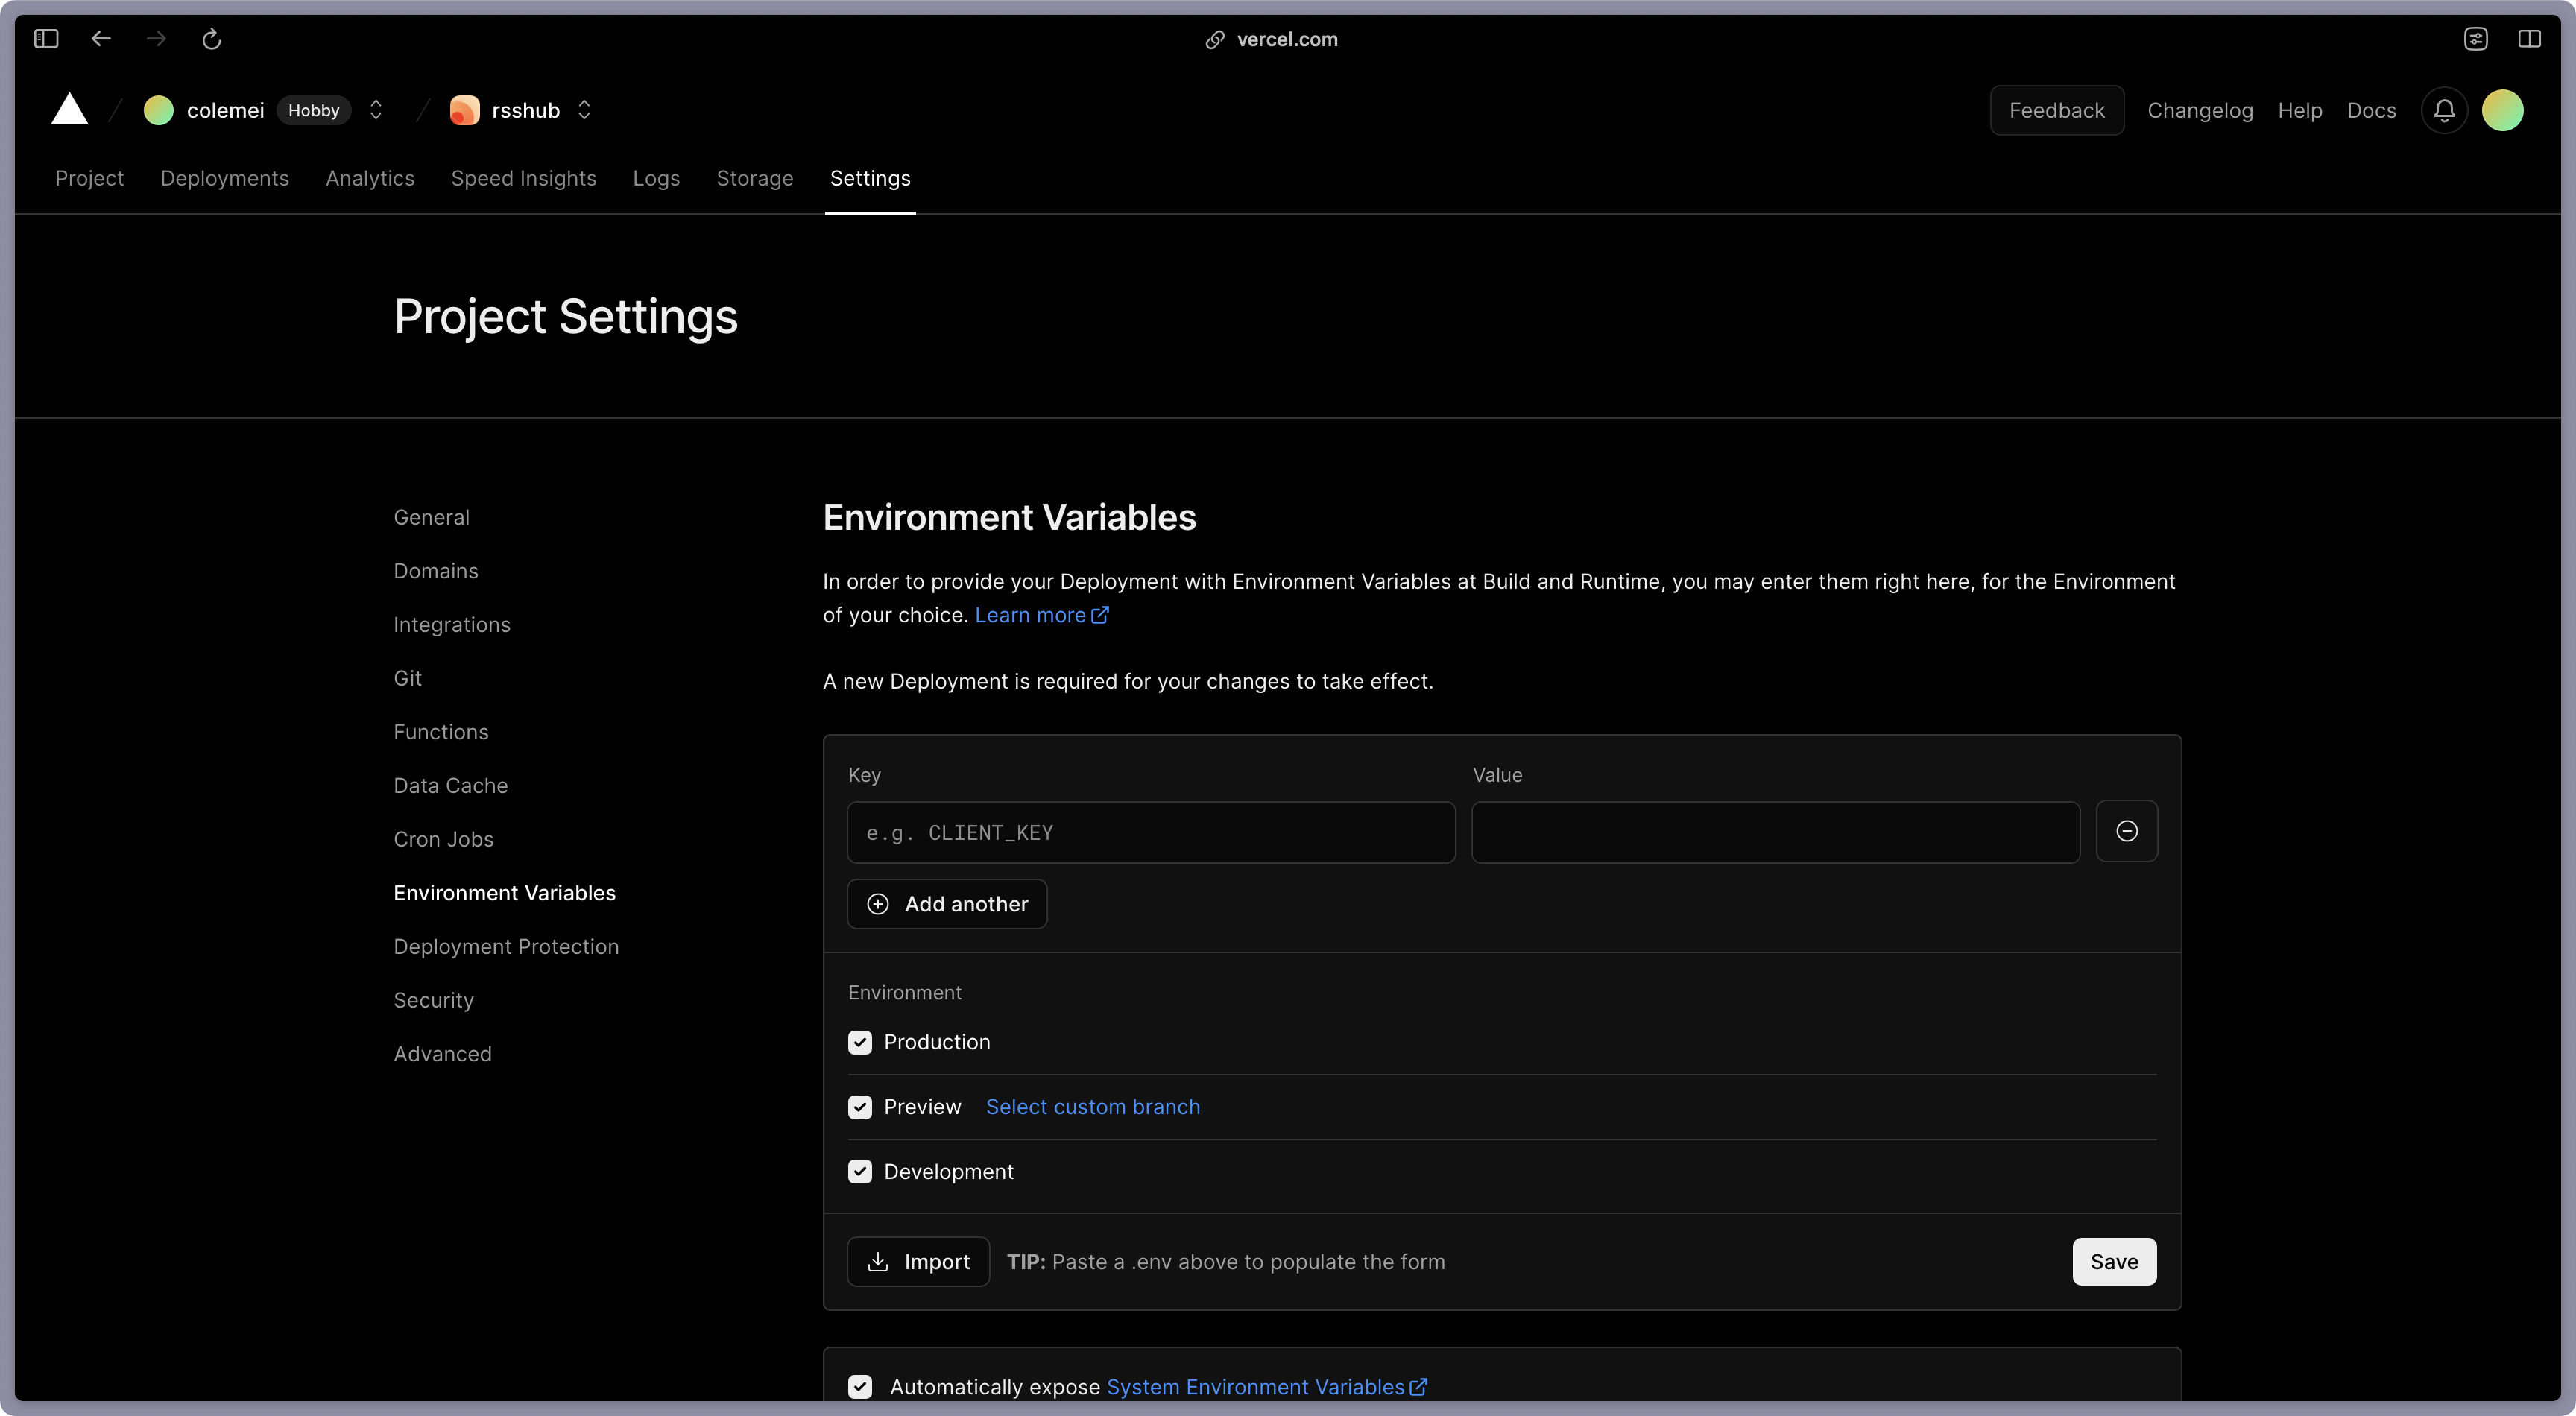 vercel.com
colemei Hobby rsshub
Feedback Changelog Help Docs
Project Deployments Analytics Speed Insights Logs Storage Settings
Project Settings
General
Domains
Integrations
Git
Functions
Data Cache
Cron Jobs
Environment Variables
Deployment Protection
Security
Advanced
Environment Variables
In order to provide your Deployment with Environment Variables at Build and Runtime, you may enter them right here, for the Environment
of your choice. Learn more
A new Deployment is required for your changes to take effect.
Key Value
e.g. CLIENT_KEY
Add another
Environment
Production
Preview Select custom branch
Development
Import TIP: Paste a .env above to populate the form Save
Automatically expose System Environment Variables